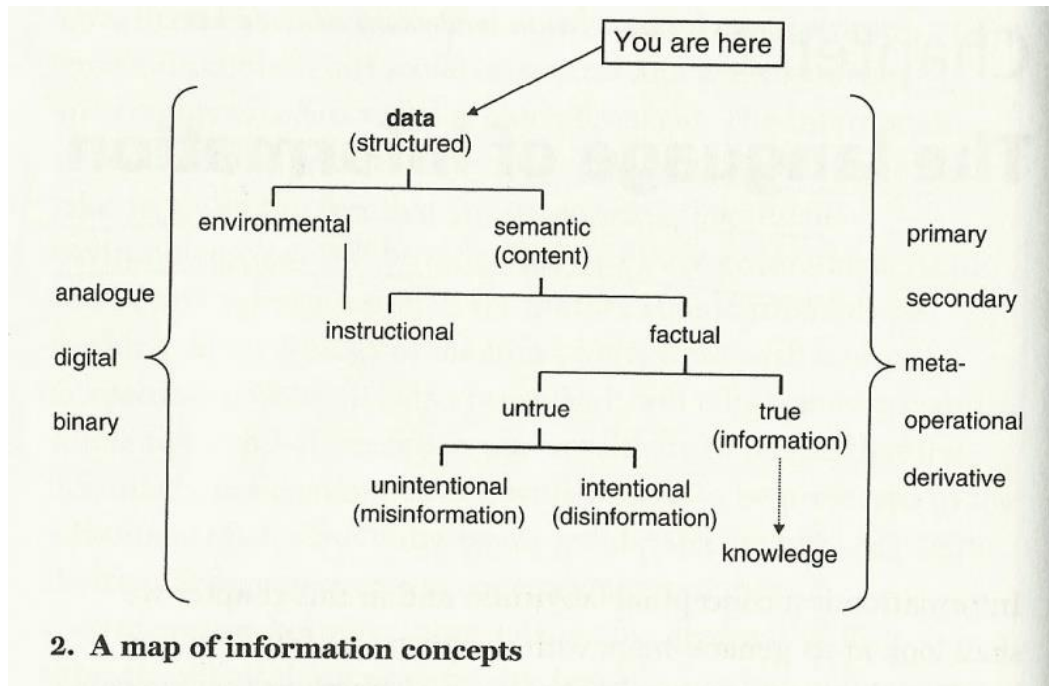 You are here
data
(structured)
environmental
semantic
(content)
instructional
factual
untrue
true
(information)
unintentional
(misinformation)
intentional
(disinformation)
knowledge
analogue
digital
binary
primary
secondary
meta-
operational
derivative
2. A map of information concepts